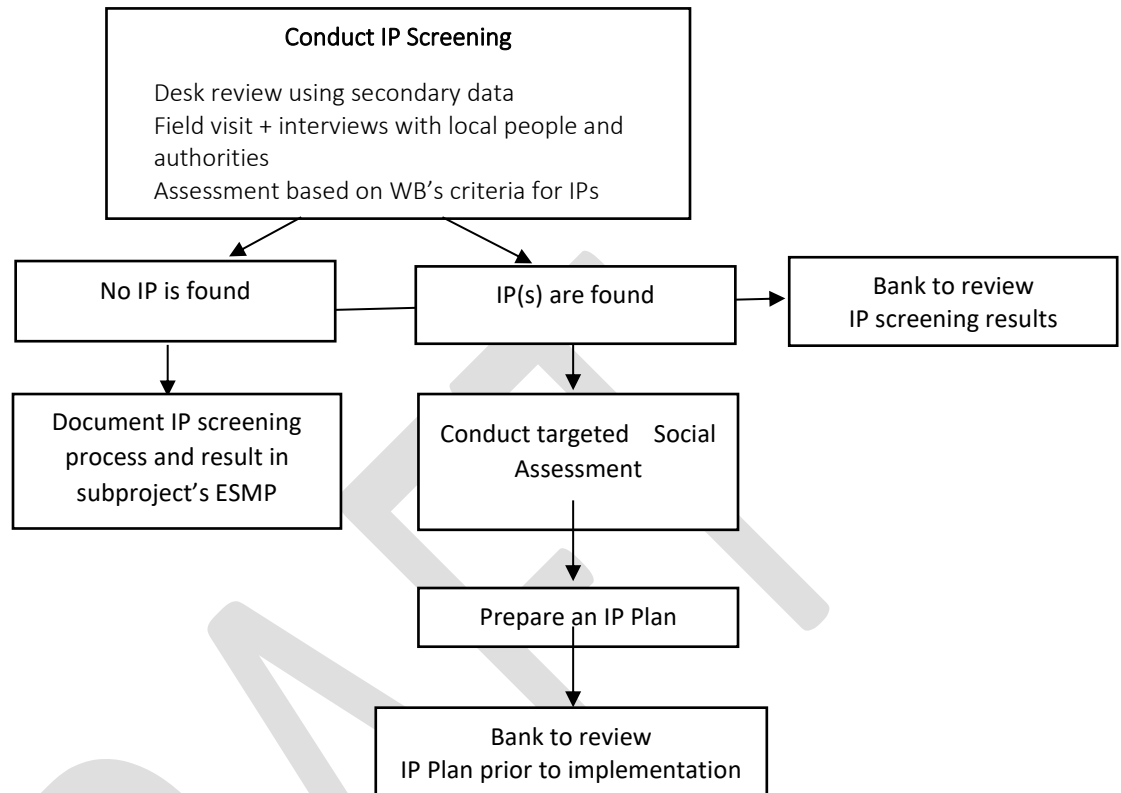 Conduct IP Screening
Desk review using secondary data
Field visit + interviews with local people and
authorities
Assessment based on WB's criteria for IPs
No IP is found
IP(s) are found
Bank to review
IP screening results
Document IP screening
process and result in
subproject's ESMP
Conduct targeted Social
Assessment
Prepare an IP Plan
Bank to review
IP Plan prior to implementation